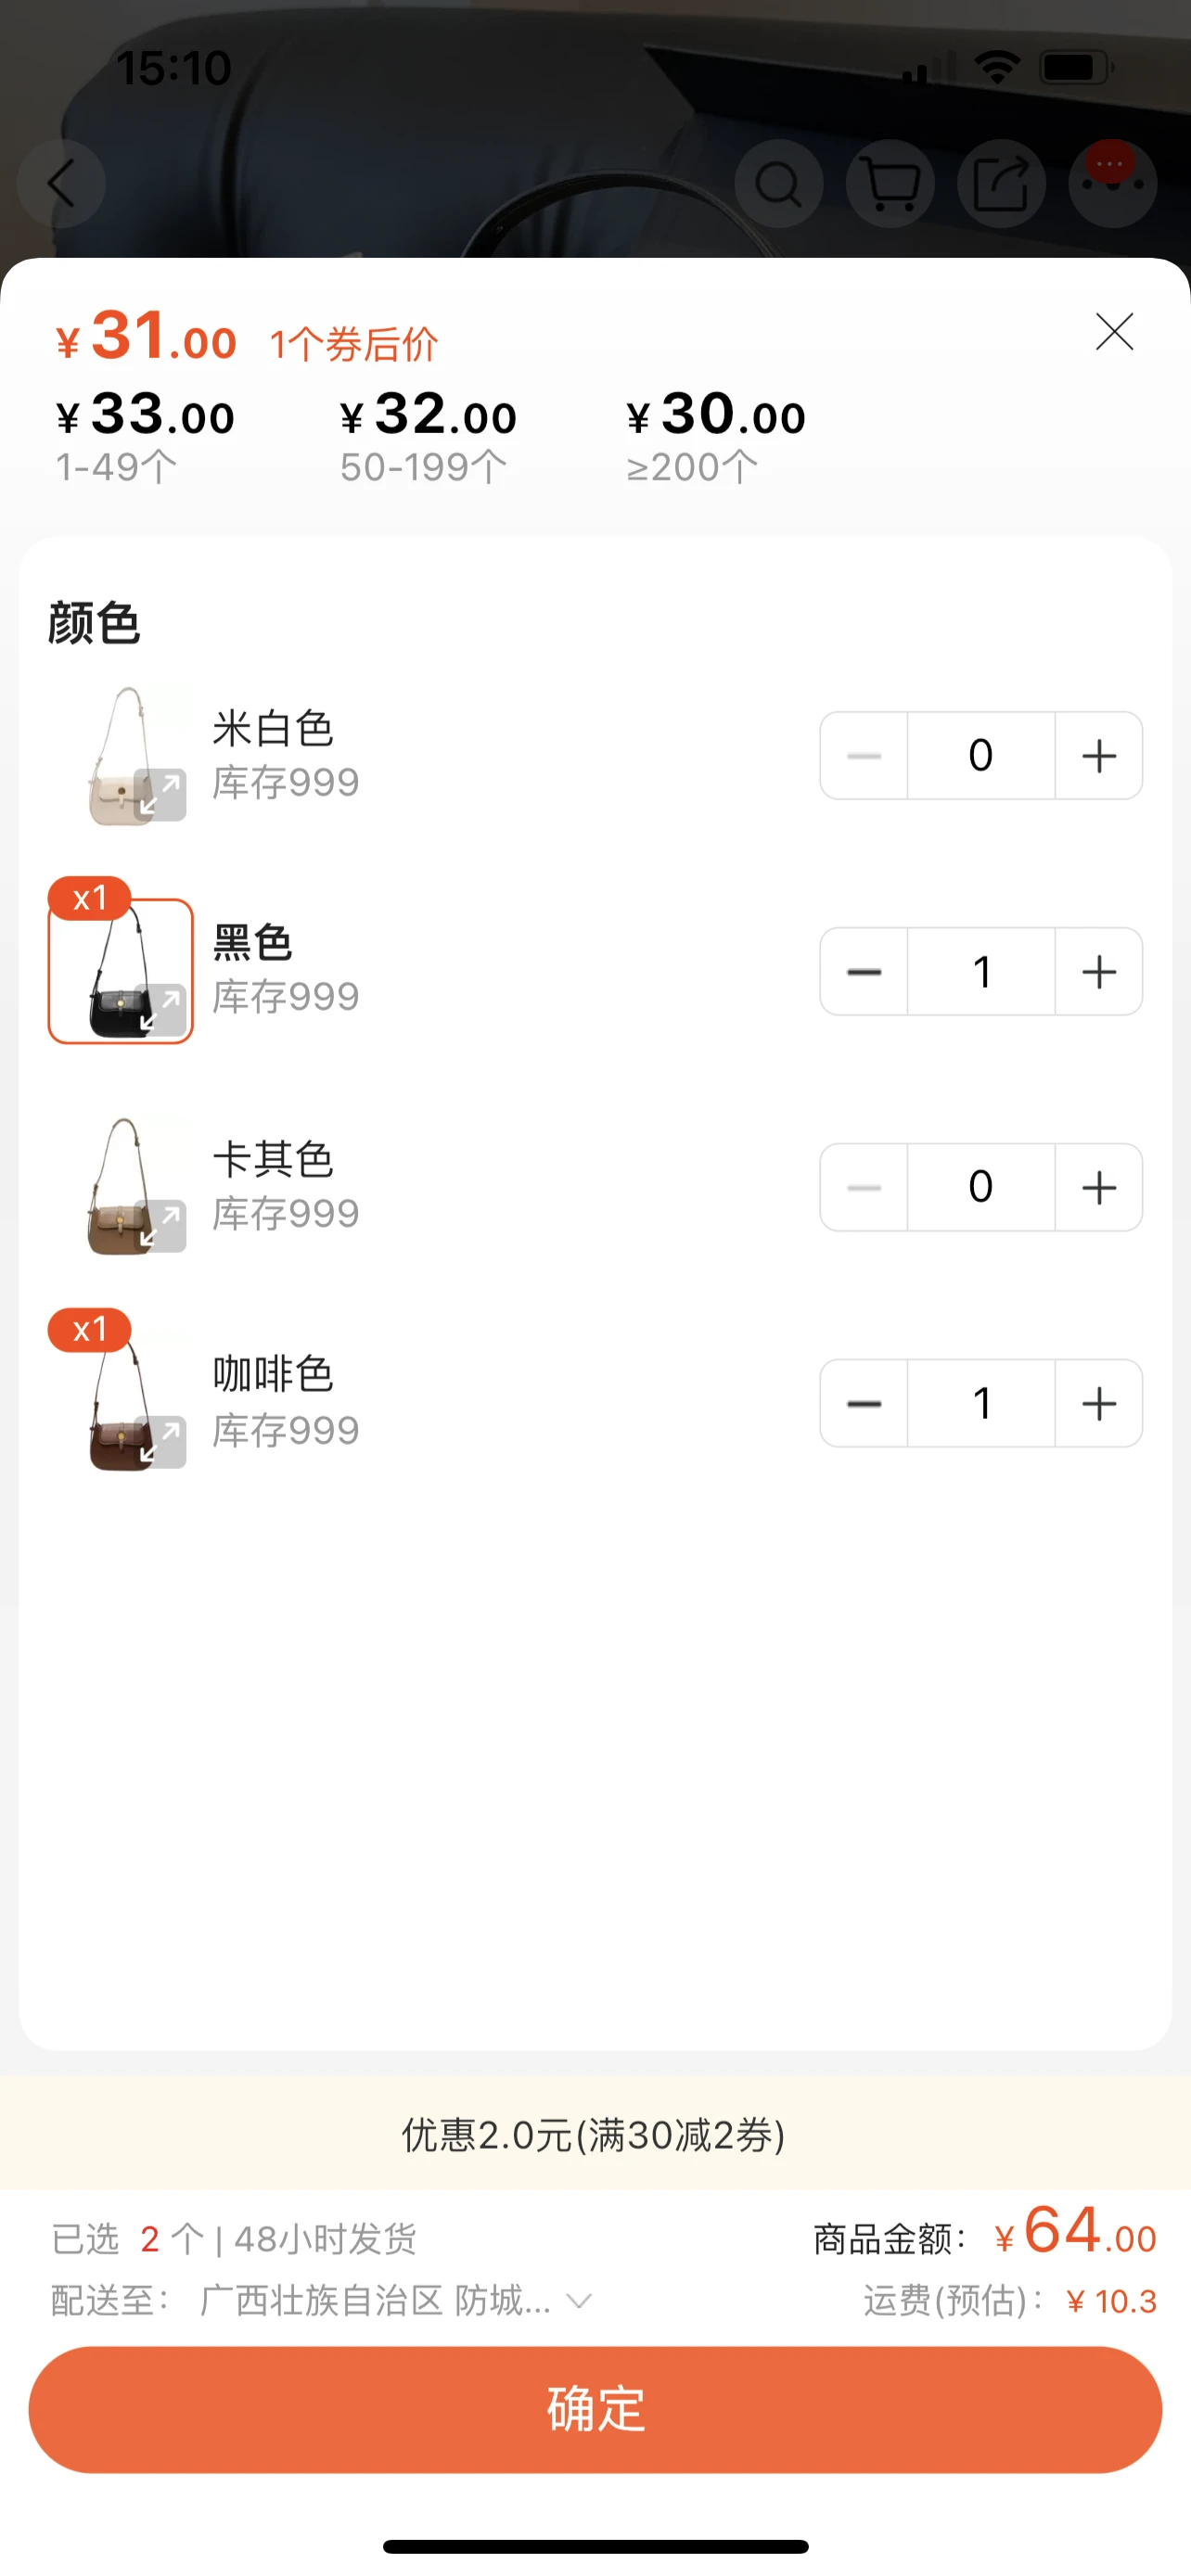 15:10
¥31.00 1个券后价
¥33.00 ¥32.00 ¥30.00
1-49个 50-199个 ≥200个
颜色
米白色
库存999
0
x1
黑色
库存999
1
卡其色
库存999
0
x1
咖啡色
库存999
1
优惠2.0元(满30减2券)
已选 2 个 | 48小时发货 商品金额： ¥64.00
配送至： 广西壮族自治区 防城... 运费(预估)： ¥10.3
确定